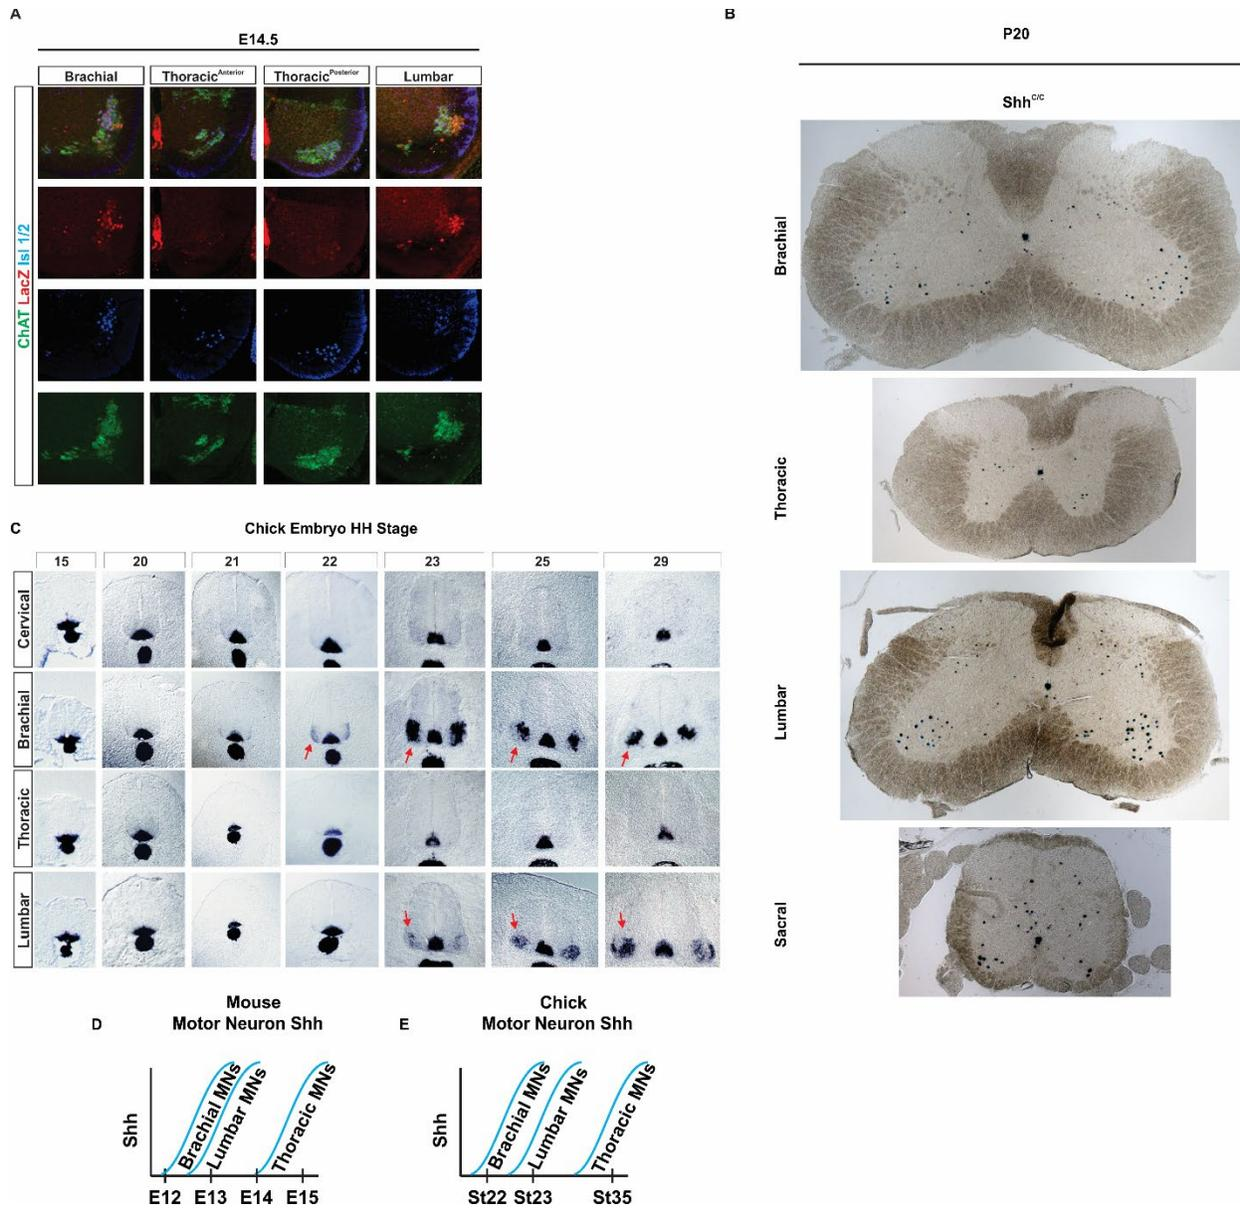 A
E14.5
Brachial
Thoracic^Anterior
Thoracic^Posterior
Lumbar
ChAT LacZ Isl 1/2
B
P20
Shh^C/C
Brachial
Thoracic
Lumbar
Sacral
C
Chick Embryo HH Stage
15
20
21
22
23
25
29
Cervical
Brachial
Thoracic
Lumbar
D
Mouse
Motor Neuron Shh
Shh
Brachial MNs
Lumbar MNs
Thoracic MNs
E12
E13
E14
E15
E
Chick
Motor Neuron Shh
Shh
Brachial MNs
Lumbar MNs
Thoracic MNs
St22
St23
St35